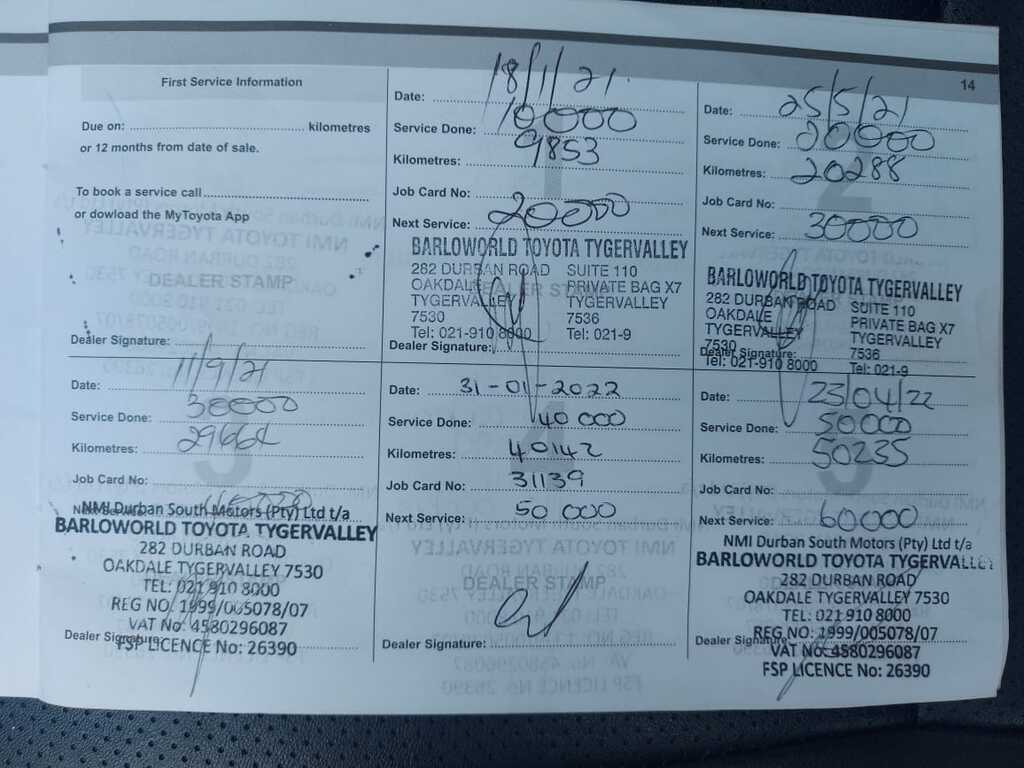 14
First Service Information
Due on: kilometres
or 12 months from date of sale.
To book a service call
or dowload the MyToyota App
DEALER STAMP
Dealer Signature:
Date: 18/1/21
Service Done: 10000
Kilometres: 9853
Job Card No:
Next Service: 20000
BARLOWORLD TOYOTA TYGERVALLEY
282 DURBAN ROAD SUITE 110
OAKDALE PRIVATE BAG X7
TYGERVALLEY TYGERVALLEY
7530 7536
Tel: 021-910 8000 Tel: 021-9
DEALER STAMP
Dealer Signature:
Date: 25/5/21
Service Done: 20000
Kilometres: 20288
Job Card No:
Next Service: 30000
BARLOWORLD TOYOTA TYGERVALLEY
282 DURBAN ROAD SUITE 110
OAKDALE PRIVATE BAG X7
TYGERVALLEY TYGERVALLEY
7530 7536
Tel: 021-910 8000 Tel: 021-9
Dealer Signature:
Date: 11/9/21
Service Done: 30000
Kilometres: 29664
Job Card No:
Next Service:
NMI Durban South Motors (Pty) Ltd t/a
BARLOWORLD TOYOTA TYGERVALLEY
282 DURBAN ROAD
OAKDALE TYGERVALLEY 7530
TEL: 021 910 8000
REG NO: 1999/005078/07
VAT No: 4580296087
FSP LICENCE No: 26390
Dealer Signature:
Date: 31-01-2022
Service Done: 40 000
Kilometres: 40142
Job Card No: 31139
Next Service: 50 000
DEALER STAMP
Dealer Signature:
Date: 23/04/22
Service Done: 50000
Kilometres: 50235
Job Card No:
Next Service: 60000
NMI Durban South Motors (Pty) Ltd t/a
BARLOWORLD TOYOTA TYGERVALLEY
282 DURBAN ROAD
OAKDALE TYGERVALLEY 7530
TEL: 021 910 8000
REG NO: 1999/005078/07
VAT No: 4580296087
FSP LICENCE No: 26390
Dealer Signature: